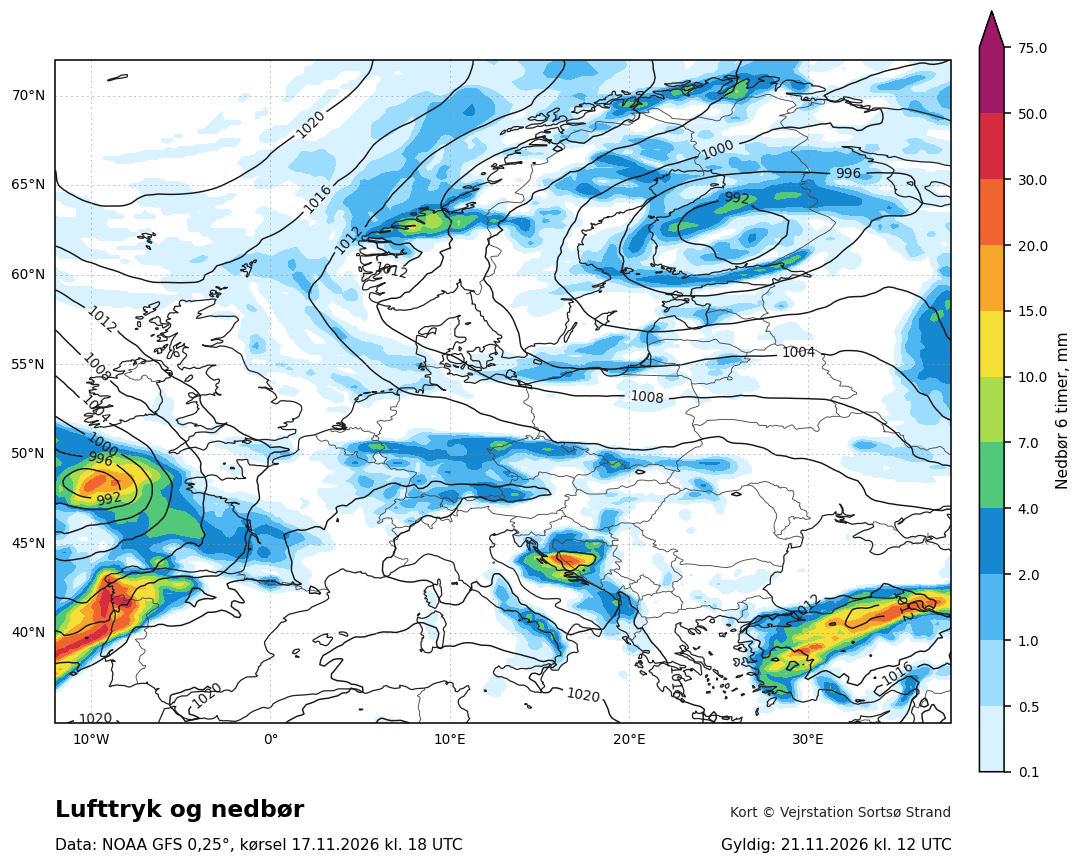 75.0
50.0
30.0
20.0
15.0
10.0
7.0
4.0
2.0
1.0
0.5
0.1
Nedbør 6 timer, mm
70°N
65°N
60°N
55°N
50°N
45°N
40°N
10°W
0°
10°E
20°E
30°E
1020
1016
1012
1012
1000
996
992
1012
1008
1004
1000
996
992
1004
1008
1012
1012
1016
1016
1020
1020
1020
Lufttryk og nedbør
Kort © Vejrstation Sortsø Strand
Data: NOAA GFS 0,25°, kørsel 17.11.2026 kl. 18 UTC
Gyldig: 21.11.2026 kl. 12 UTC